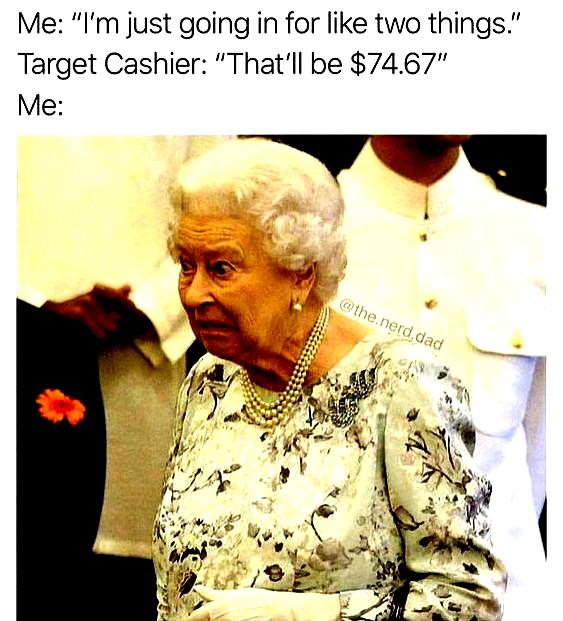 Me: “I’m just going in for like two things.”
Target Cashier: “That’ll be $74.67”
Me:
@the.nerd.dad